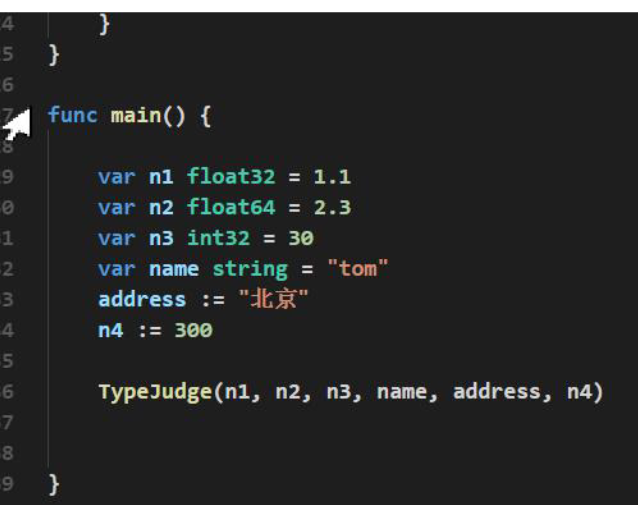 4 }
5 }
6
7 func main() {
8
9 var n1 float32 = 1.1
0 var n2 float64 = 2.3
1 var n3 int32 = 30
2 var name string = "tom"
3 address := "北京"
4 n4 := 300
5
6 TypeJudge(n1, n2, n3, name, address, n4)
7
8
9 }